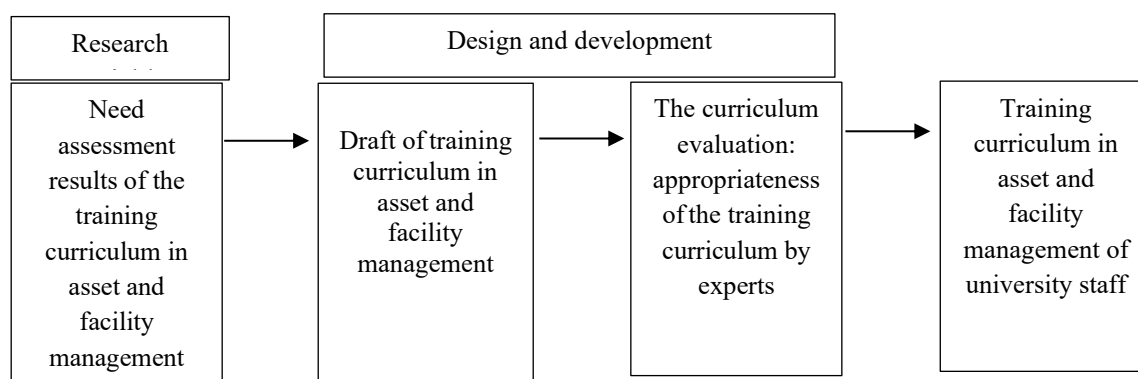 Research
Design and development
Need
assessment
results of the
training
curriculum in
asset and
facility
management
Draft of training
curriculum in
asset and
facility
management
The curriculum
evaluation:
appropriateness
of the training
curriculum by
experts
Training
curriculum in
asset and
facility
management of
university staff